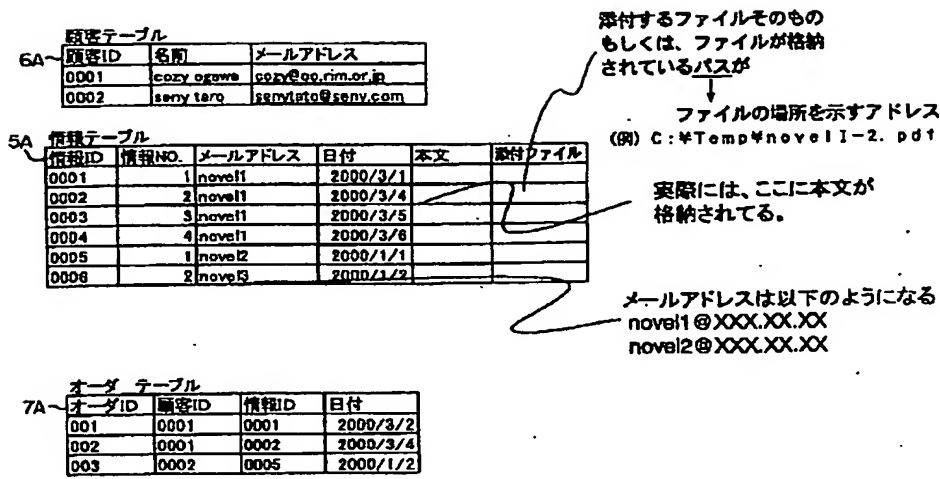 顧客テーブル
6A 顧客ID 名前 メールアドレス
0001 cozy ogawa cozy@oo.rim.or.jp
0002 seny taro senytato@seny.com
添付するファイルそのもの
もしくは、ファイルが格納
されているパスが
ファイルの場所を示すアドレス
(例) C:¥Temp¥novelI-2. pdf
5A 情報テーブル
情報ID 情報NO. メールアドレス 日付 本文 添付ファイル
0001 1 novel1 2000/3/1
0002 2 novel1 2000/3/4
0003 3 novel1 2000/3/5
0004 4 novel1 2000/3/6
0005 1 novel2 2000/1/1
0006 2 novel3 2000/1/2
実際には、ここに本文が
格納されてる。
メールアドレスは以下のようになる
novel1@XXX.XX.XX
novel2@XXX.XX.XX
オーダ テーブル
7A オーダID 顧客ID 情報ID 日付
001 0001 0001 2000/3/2
002 0001 0002 2000/3/4
003 0002 0005 2000/1/2